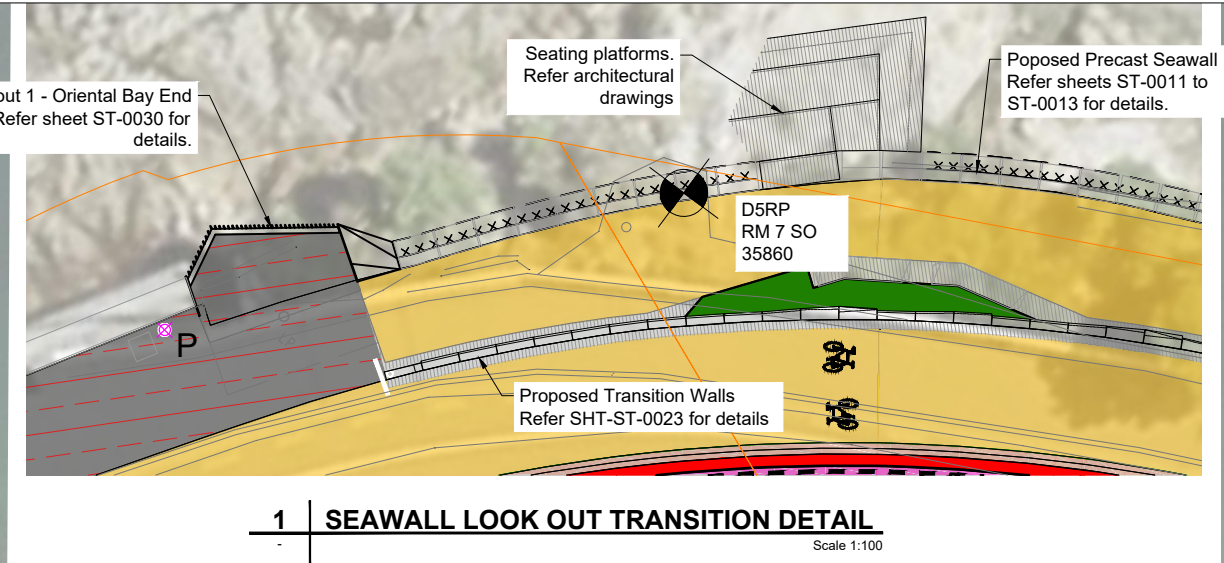 out 1 - Oriental Bay End
Refer sheet ST-0030 for
details.
Seating platforms.
Refer architectural
drawings
Poposed Precast Seawall
Refer sheets ST-0011 to
ST-0013 for details.
D5RP
RM 7 SO
35860
P
Proposed Transition Walls
Refer SHT-ST-0023 for details
1 SEAWALL LOOK OUT TRANSITION DETAIL
-
Scale 1:100